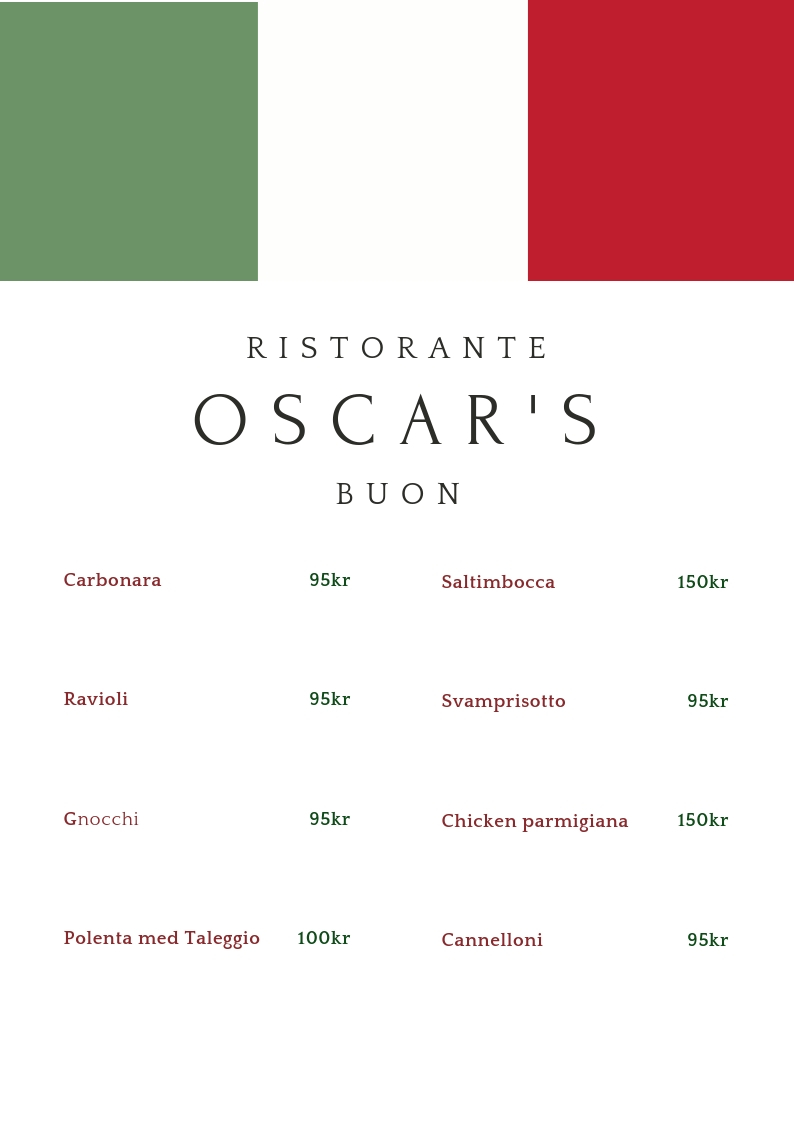 RISTORANTE
OSCAR'S
BUON
Carbonara 95kr
Ravioli 95kr
Gnocchi 95kr
Polenta med Taleggio 100kr
Saltimbocca 150kr
Svamprisotto 95kr
Chicken parmigiana 150kr
Cannelloni 95kr